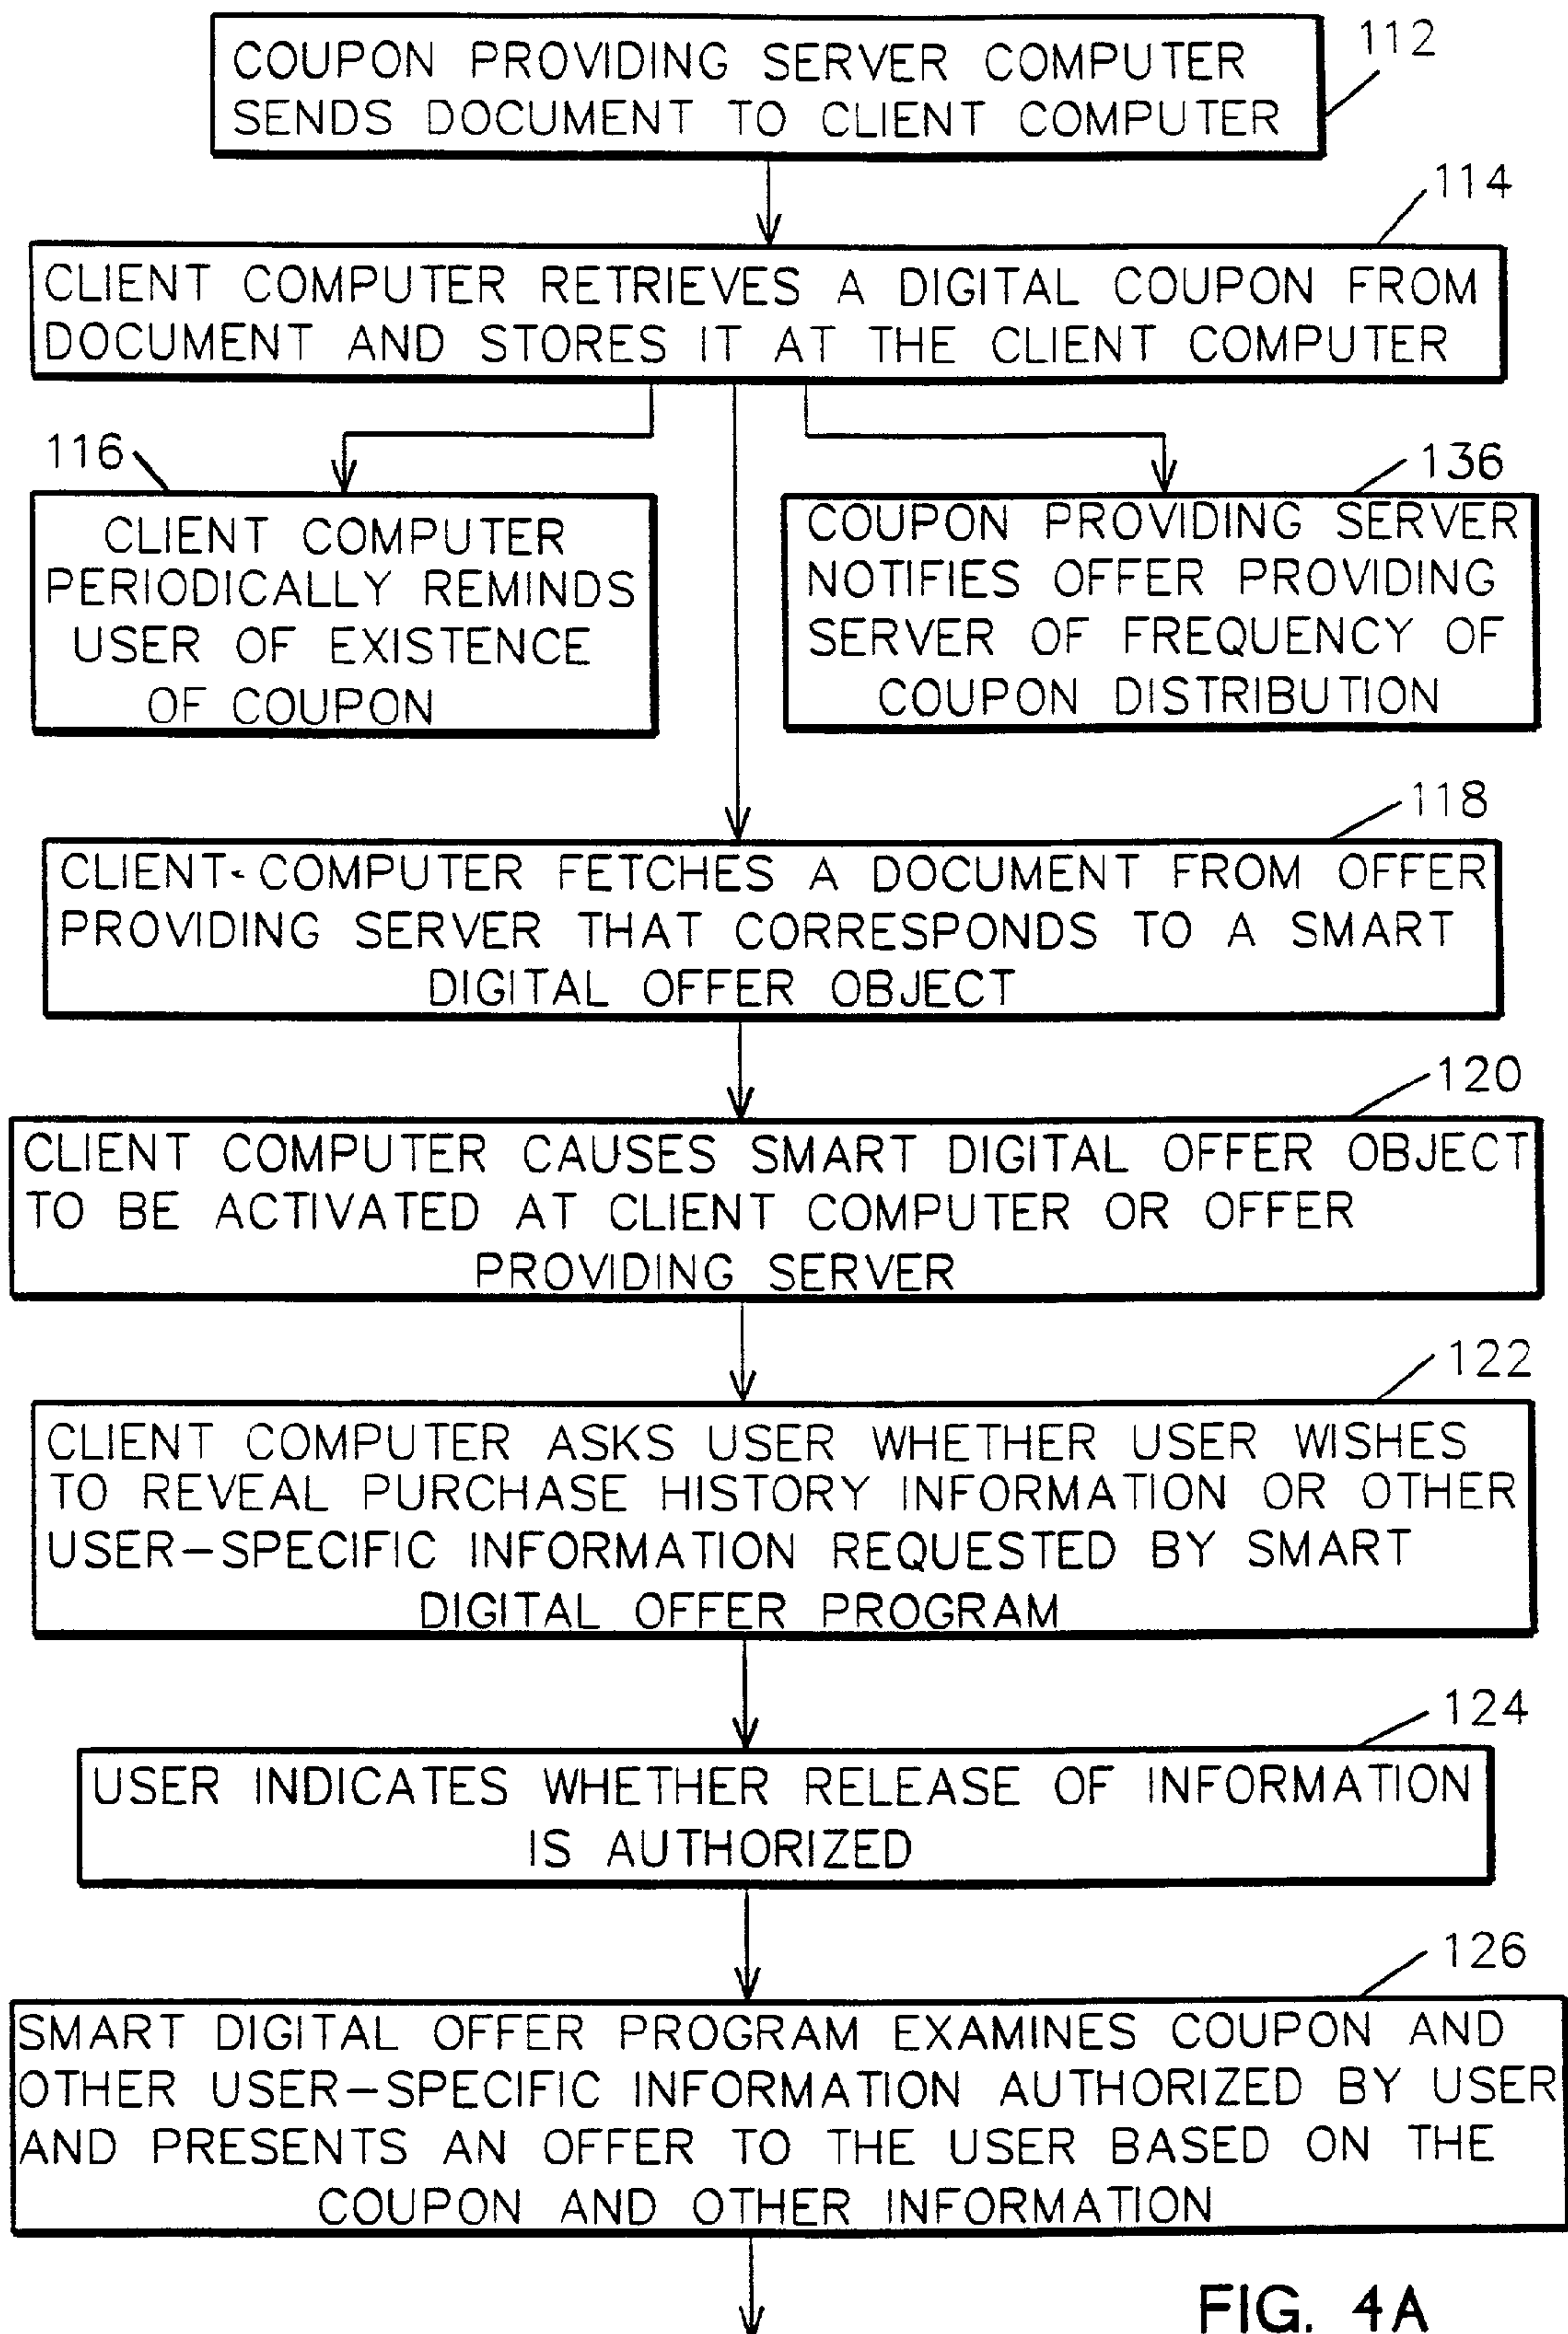 COUPON PROVIDING SERVER COMPUTER
SENDS DOCUMENT TO CLIENT COMPUTER
112
114
CLIENT COMPUTER RETRIEVES A DIGITAL COUPON FROM
DOCUMENT AND STORES IT AT THE CLIENT COMPUTER
116
CLIENT COMPUTER
PERIODICALLY REMINDS
USER OF EXISTENCE
OF COUPON
136
COUPON PROVIDING SERVER
NOTIFIES OFFER PROVIDING
SERVER OF FREQUENCY OF
COUPON DISTRIBUTION
118
CLIENT-COMPUTER FETCHES A DOCUMENT FROM OFFER
PROVIDING SERVER THAT CORRESPONDS TO A SMART
DIGITAL OFFER OBJECT
120
CLIENT COMPUTER CAUSES SMART DIGITAL OFFER OBJECT
TO BE ACTIVATED AT CLIENT COMPUTER OR OFFER
PROVIDING SERVER
122
CLIENT COMPUTER ASKS USER WHETHER USER WISHES
TO REVEAL PURCHASE HISTORY INFORMATION OR OTHER
USER-SPECIFIC INFORMATION REQUESTED BY SMART
DIGITAL OFFER PROGRAM
124
USER INDICATES WHETHER RELEASE OF INFORMATION
IS AUTHORIZED
126
SMART DIGITAL OFFER PROGRAM EXAMINES COUPON AND
OTHER USER-SPECIFIC INFORMATION AUTHORIZED BY USER
AND PRESENTS AN OFFER TO THE USER BASED ON THE
COUPON AND OTHER INFORMATION
FIG. 4A